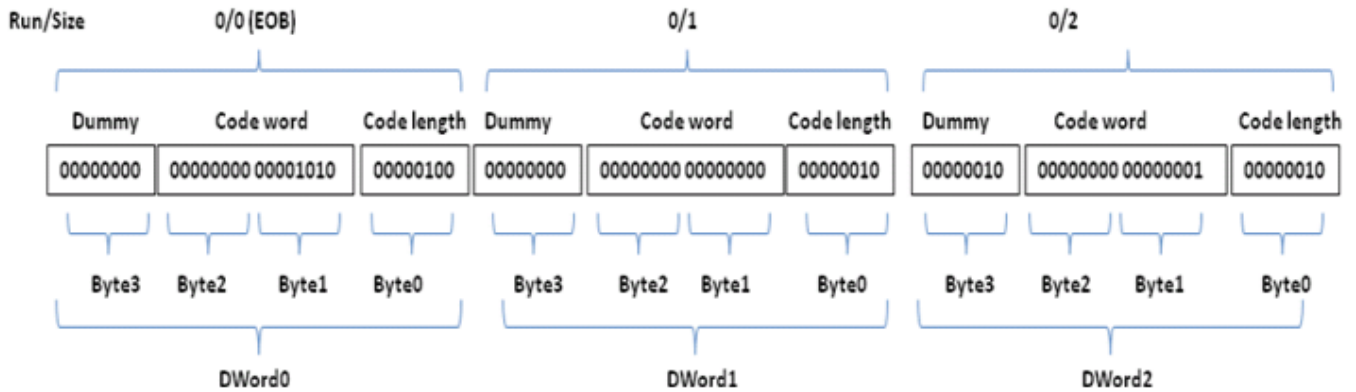 Run/Size 0/0 (EOB) 0/1 0/2
Dummy Code word Code length Dummy Code word Code length Dummy Code word Code length
00000000 00000000 00001010 00000100 00000000 00000000 00000000 00000010 00000010 00000000 00000001 00000010
Byte3 Byte2 Byte1 Byte0 Byte3 Byte2 Byte1 Byte0 Byte3 Byte2 Byte1 Byte0
DWord0 DWord1 DWord2